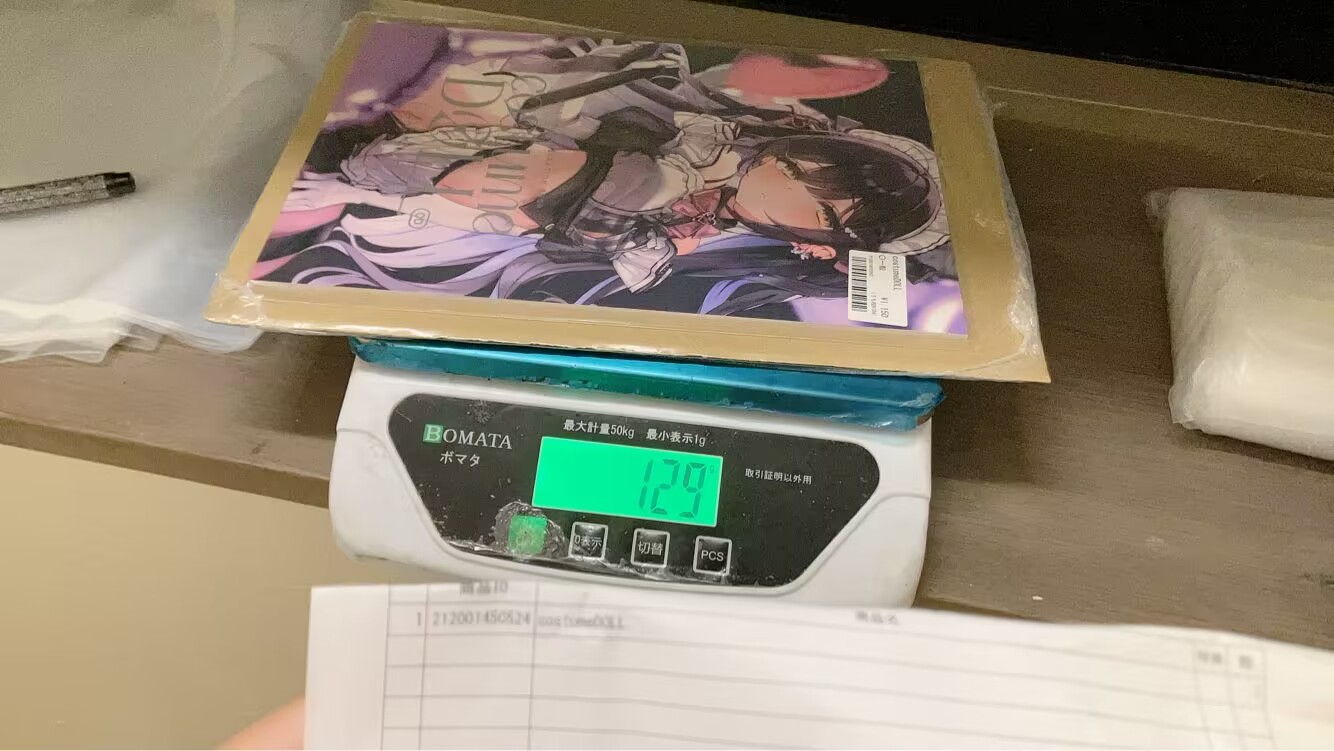 costumeDOLL
¥1,150
BOMATA
ボマタ
最大計量50kg 最小表示1g
129
g
取引証明以外用
0表示
切替
PCS
商品ID
商品名
1 212001450524 costumeDOLL